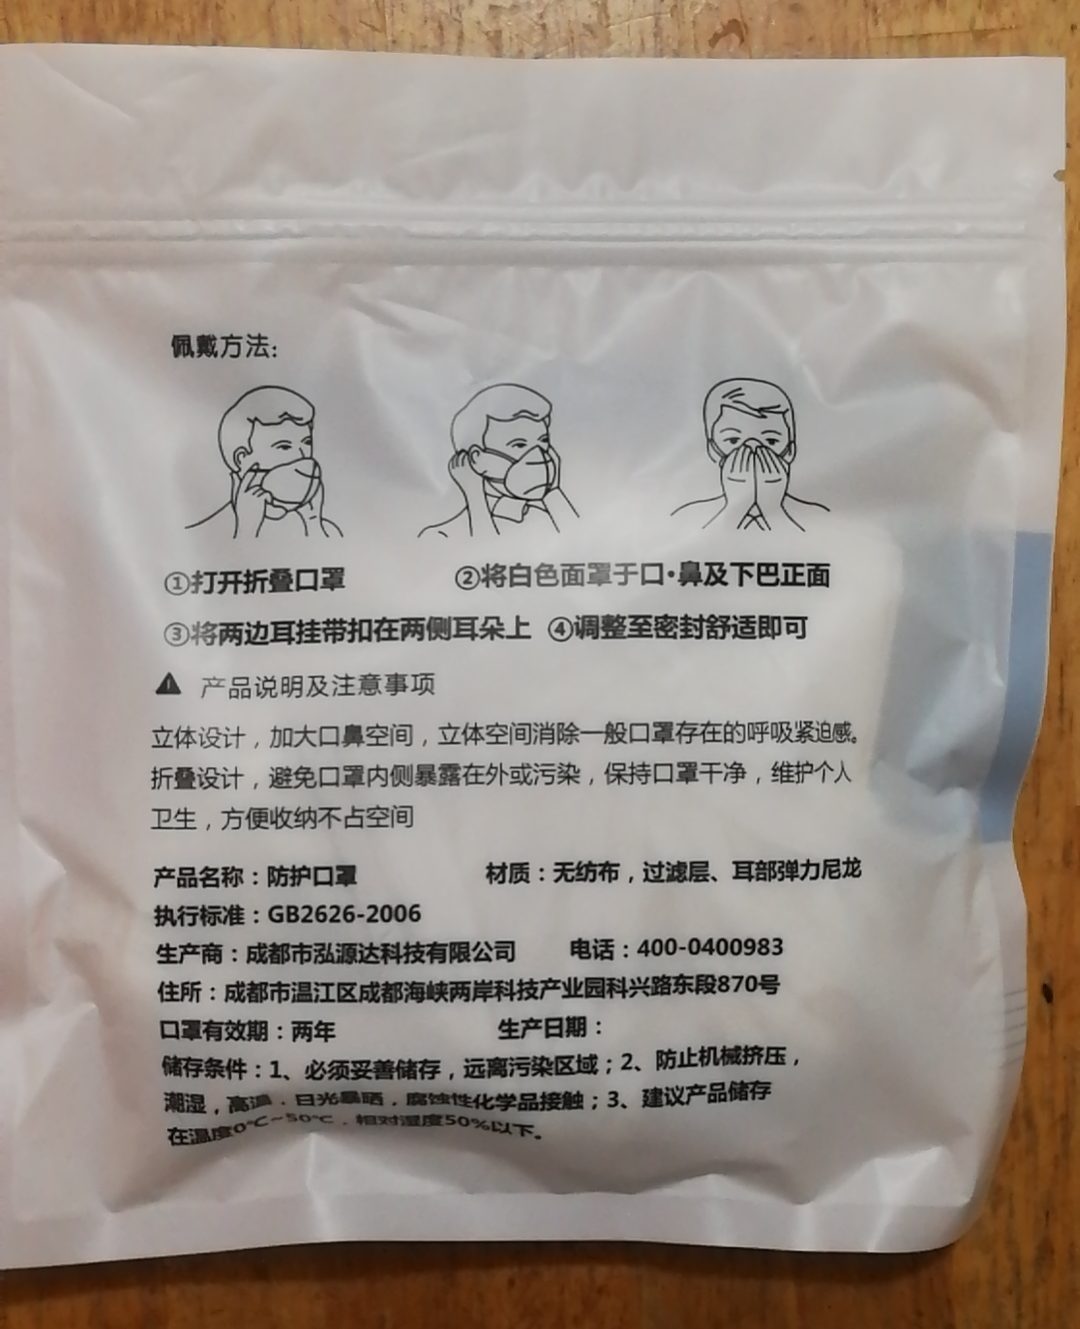 佩戴方法:
①打开折叠口罩 ②将白色面罩于口•鼻及下巴正面
③将两边耳挂带扣在两侧耳朵上 ④调整至密封舒适即可
产品说明及注意事项
立体设计，加大口鼻空间，立体空间消除一般口罩存在的呼吸紧迫感。
折叠设计，避免口罩内侧暴露在外或污染，保持口罩干净，维护个人
卫生，方便收纳不占空间
产品名称：防护口罩 材质：无纺布，过滤层、耳部弹力尼龙
执行标准：GB2626-2006
生产商：成都市泓源达科技有限公司 电话：400-0400983
住所：成都市温江区成都海峡两岸科技产业园科兴路东段870号
口罩有效期：两年 生产日期：
储存条件：1、必须妥善储存，远离污染区域；2、防止机械挤压，
潮湿，高温，日光暴晒，腐蚀性化学品接触；3、建议产品储存
在温度0℃~50℃，相对湿度50%以下。